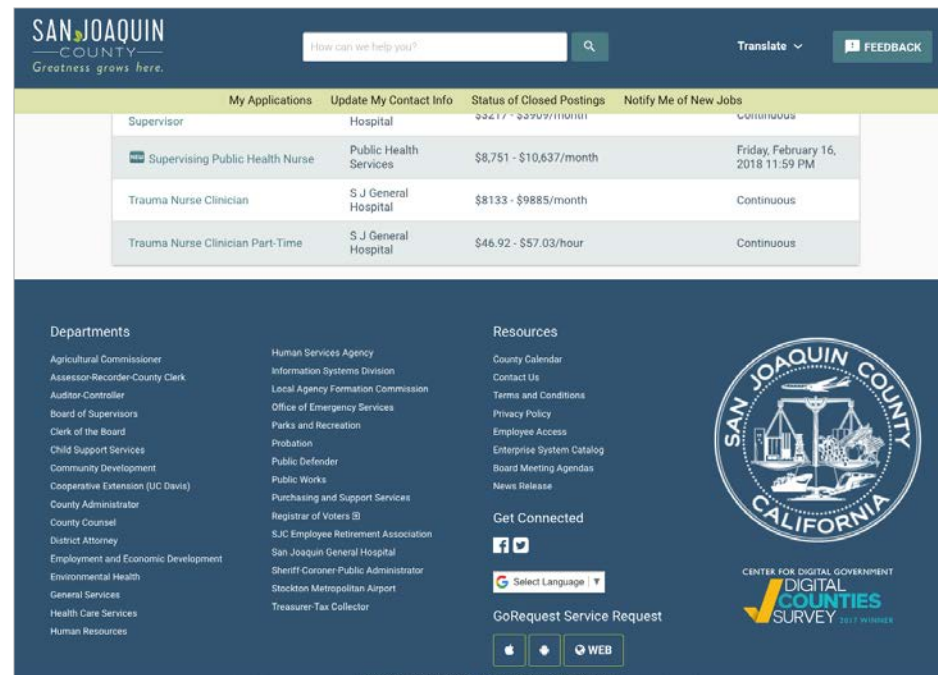 SAN JOAQUIN
COUNTY
Greatness grows here.
How can we help you?
Translate
FEEDBACK
My Applications Update My Contact Info Status of Closed Postings Notify Me of New Jobs
Supervisor
Hospital
$3217 - $3909/month
Continuous
NEW Supervising Public Health Nurse
Public Health
Services
$8,751 - $10,637/month
Friday, February 16,
2018 11:59 PM
Trauma Nurse Clinician
S J General
Hospital
$8133 - $9885/month
Continuous
Trauma Nurse Clinician Part-Time
S J General
Hospital
$46.92 - $57.03/hour
Continuous
Departments
Agricultural Commissioner
Assessor-Recorder-County Clerk
Auditor-Controller
Board of Supervisors
Clerk of the Board
Child Support Services
Community Development
Cooperative Extension (UC Davis)
County Administrator
County Counsel
District Attorney
Employment and Economic Development
Environmental Health
General Services
Health Care Services
Human Resources
Human Services Agency
Information Systems Division
Local Agency Formation Commission
Office of Emergency Services
Parks and Recreation
Probation
Public Defender
Public Works
Purchasing and Support Services
Registrar of Voters
SJC Employee Retirement Association
San Joaquin General Hospital
Sheriff-Coroner-Public Administrator
Stockton Metropolitan Airport
Treasurer-Tax Collector
Resources
County Calendar
Contact Us
Terms and Conditions
Privacy Policy
Employee Access
Enterprise System Catalog
Board Meeting Agendas
News Release
Get Connected
G Select Language
GoRequest Service Request
WEB
SAN JOAQUIN COUNTY
CALIFORNIA
CENTER FOR DIGITAL GOVERNMENT
DIGITAL
COUNTIES
SURVEY 2017 WINNER